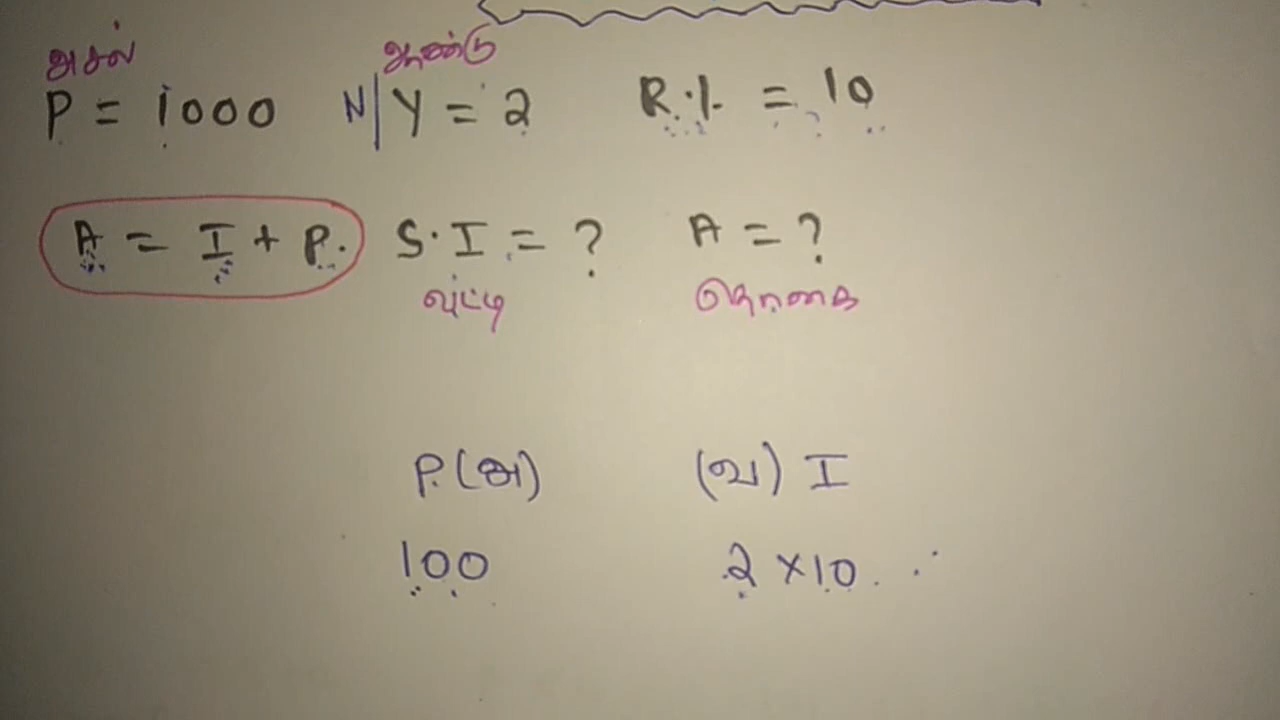 அசல் ஆண்டு
P = 1000 N/Y = 2 R.% = 10
A = I + P. S.I = ? A = ?
வட்டி தொகை
P.(அ) (வ) I
100 2 × 10